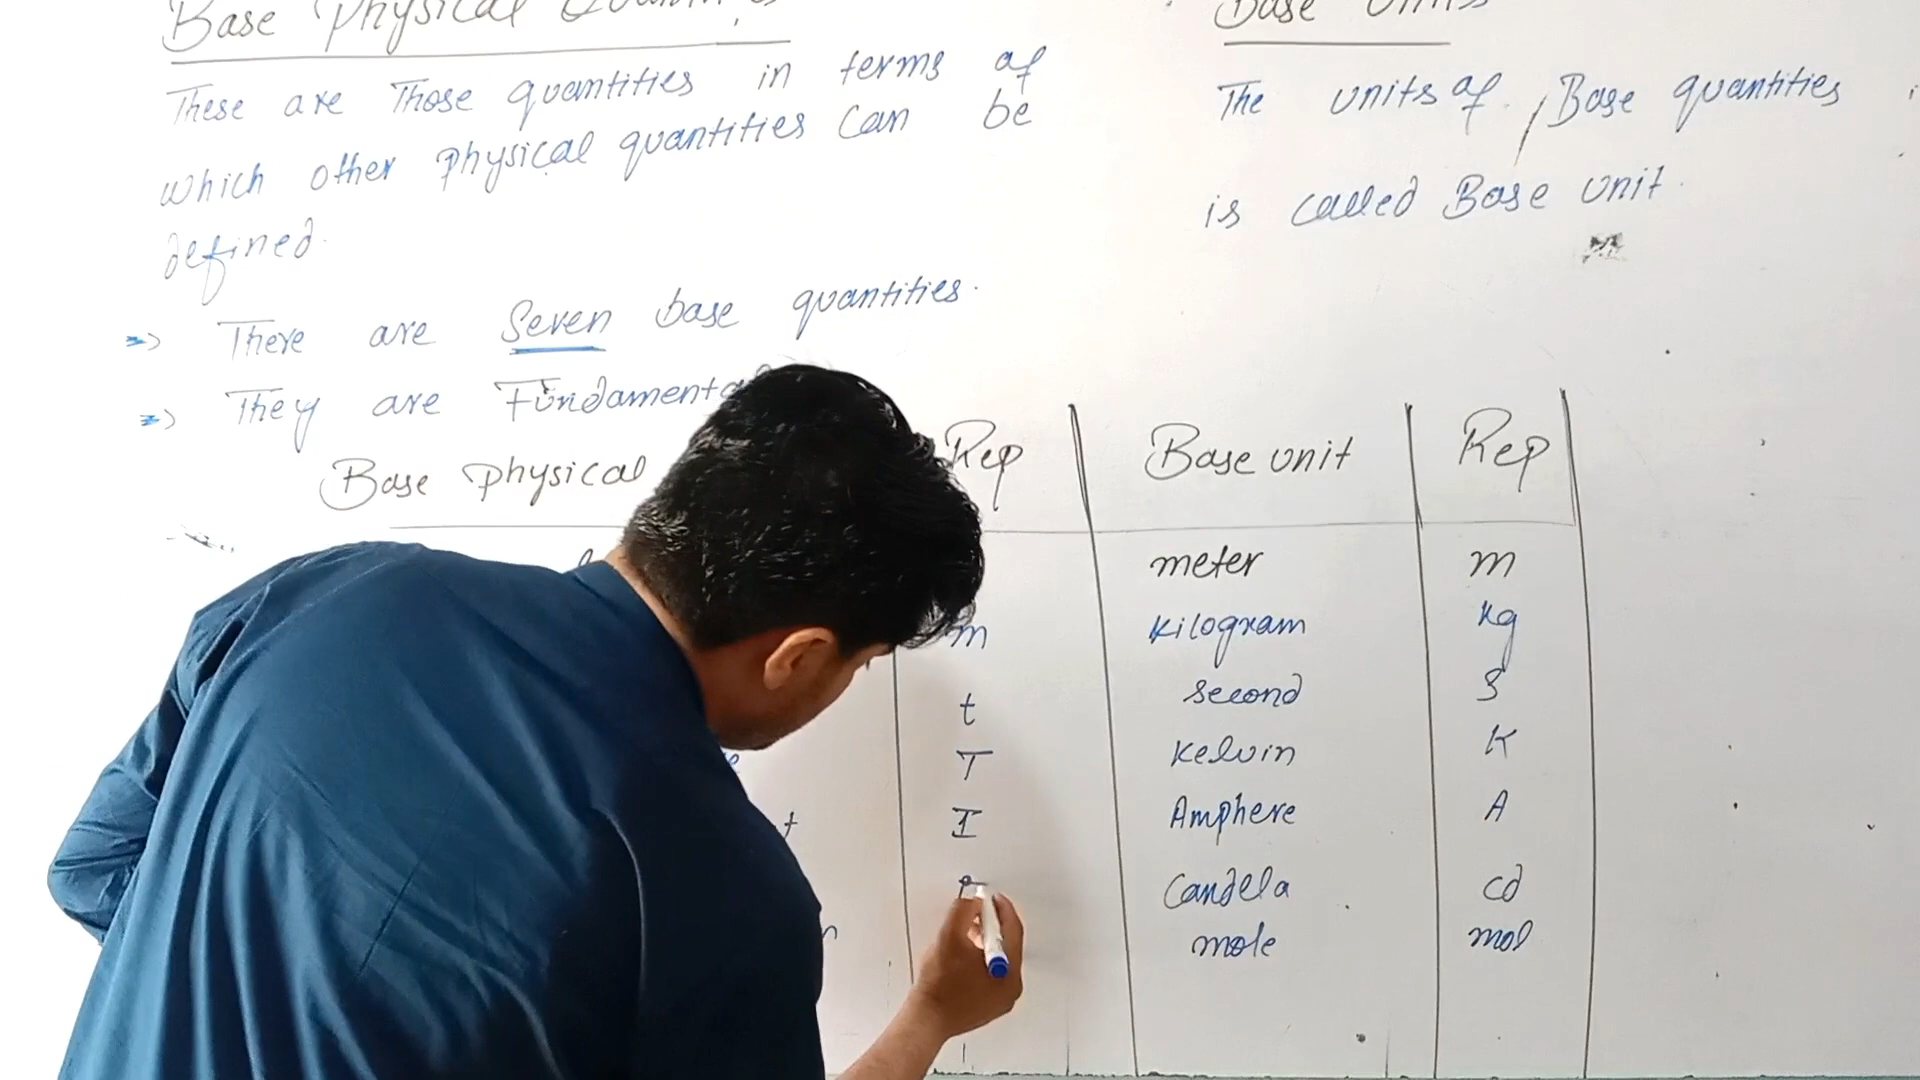 Base Physical
These are Those quantities in terms of
which other physical quantities can be
defined.
=> There are Seven base quantities.
=> They are Fundamental
Base Units
The units of Base quantities
is called Base unit.
Base physical Rep Base unit Rep
meter m
m kilogram kg
t second S
T Kelvin K
I Amphere A
Candela cd
mole mol